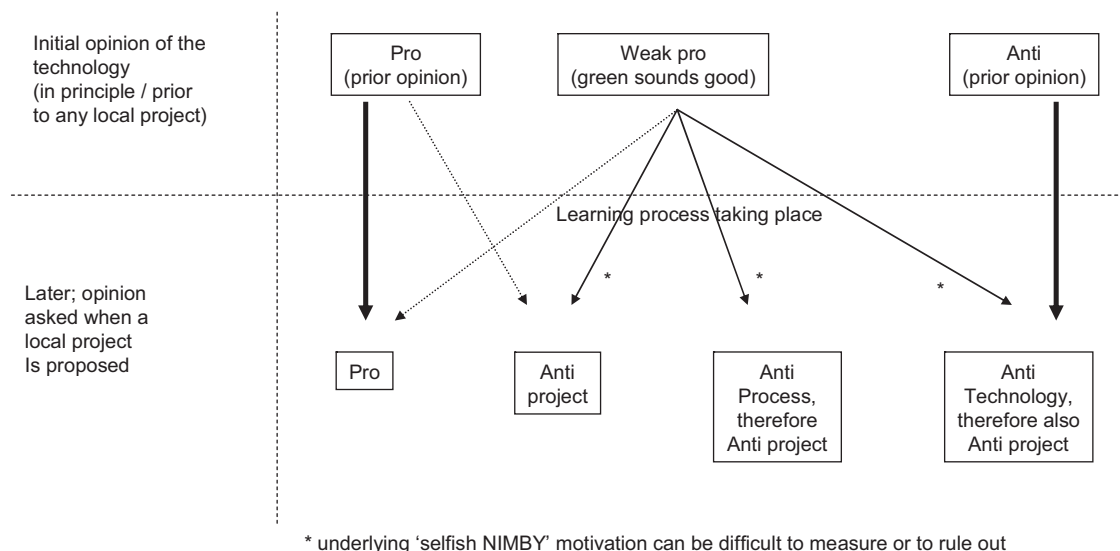 Initial opinion of the
technology
(in principle / prior
to any local project)
Pro
(prior opinion)
Weak pro
(green sounds good)
Anti
(prior opinion)
Learning process taking place
*
*
*
Later; opinion
asked when a
local project
Is proposed
Pro
Anti
project
Anti
Process,
therefore
Anti project
Anti
Technology,
therefore also
Anti project
* underlying ‘selfish NIMBY’ motivation can be difficult to measure or to rule out